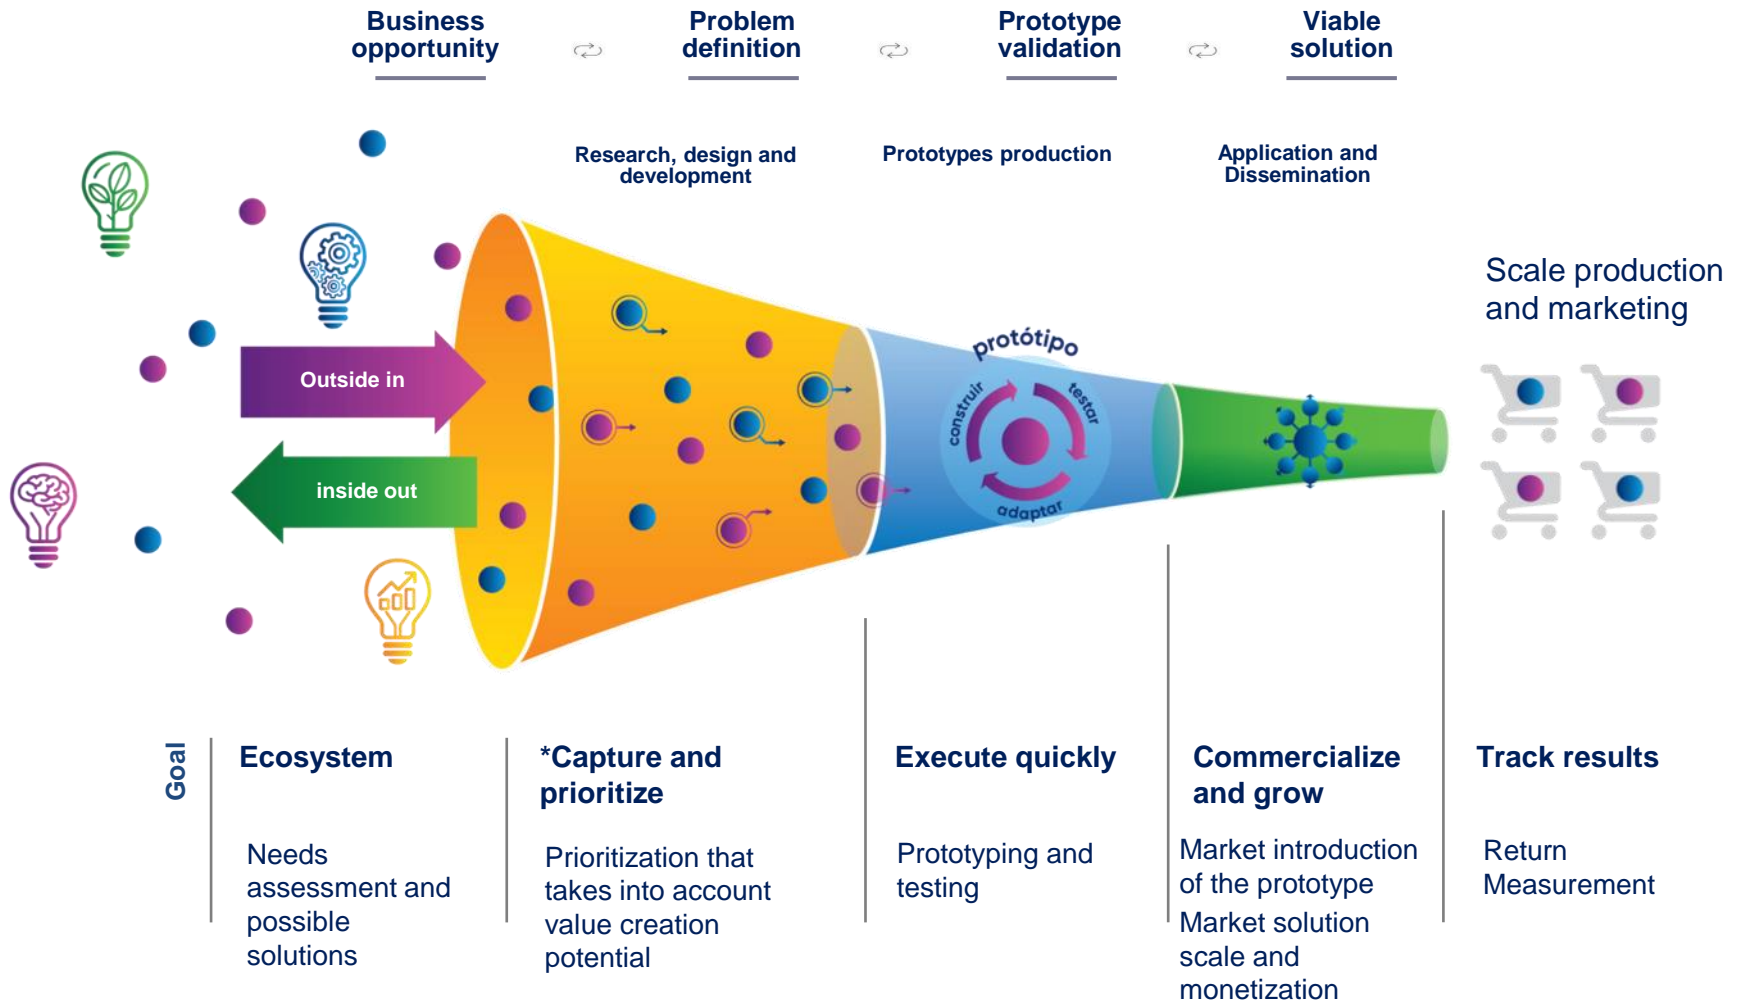 Business
opportunity
Problem
definition
Prototype
validation
Viable
solution
Research, design and
development
Prototypes production
Application and
Dissemination
Scale production
and marketing
Outside in
inside out
protótipo
construir
testar
adaptar
Goal
Ecosystem
Needs
assessment and
possible
solutions
*Capture and
prioritize
Prioritization that
takes into account
value creation
potential
Execute quickly
Prototyping and
testing
Commercialize
and grow
Market introduction
of the prototype
Market solution
scale and
monetization
Track results
Return
Measurement